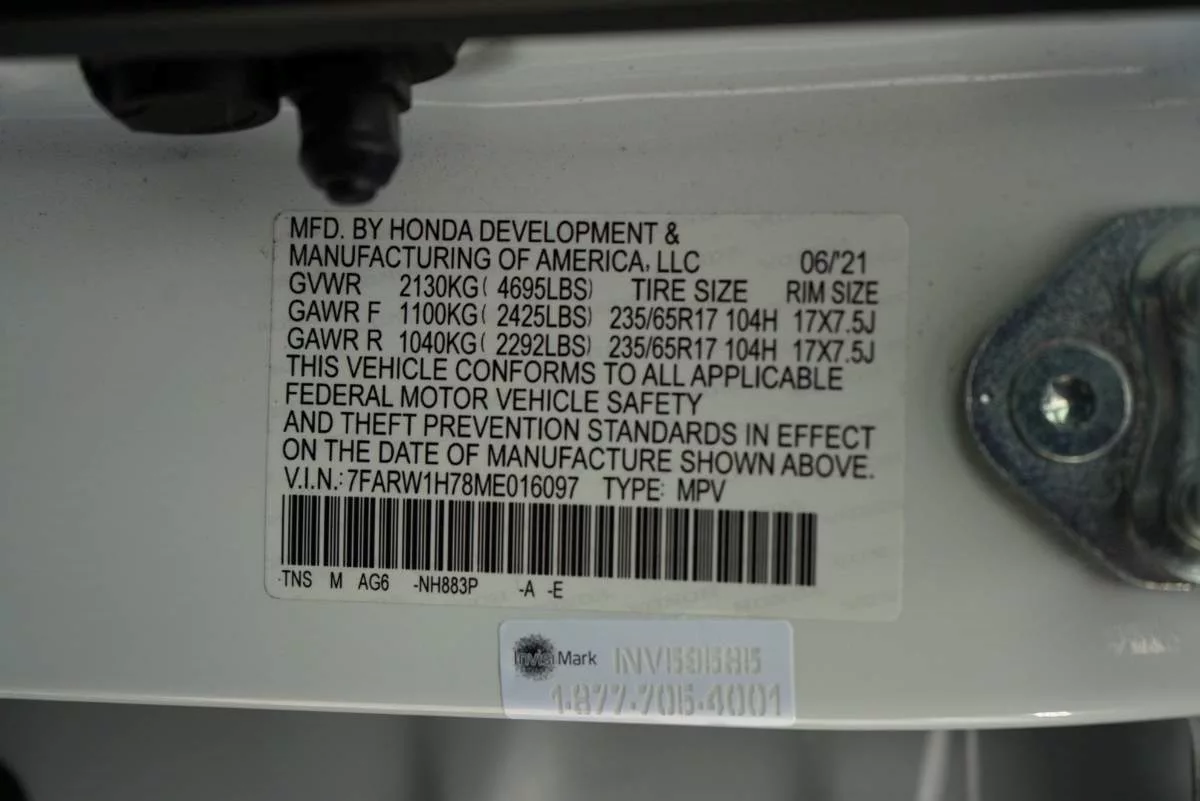 MFD. BY HONDA DEVELOPMENT &
MANUFACTURING OF AMERICA, LLC 06/'21
GVWR 2130KG( 4695LBS) TIRE SIZE RIM SIZE
GAWR F 1100KG( 2425LBS) 235/65R17 104H 17X7.5J
GAWR R 1040KG( 2292LBS) 235/65R17 104H 17X7.5J
THIS VEHICLE CONFORMS TO ALL APPLICABLE
FEDERAL MOTOR VEHICLE SAFETY
AND THEFT PREVENTION STANDARDS IN EFFECT
ON THE DATE OF MANUFACTURE SHOWN ABOVE.
V.I.N.: 7FARW1H78ME016097 TYPE: MPV
TNS M AG6 -NH883P -A -E
InvisiMark INV59585
1-877-705-4001